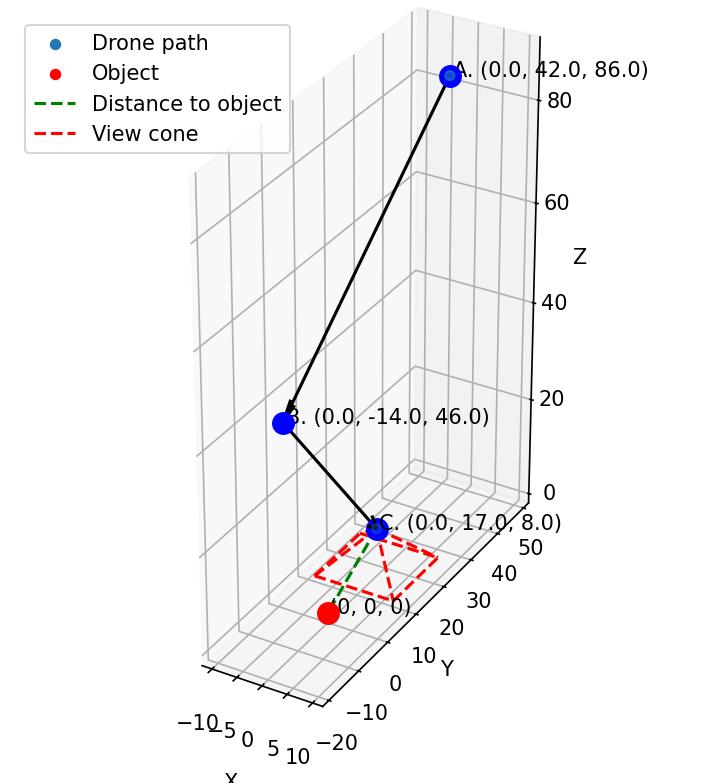 Drone path
Object
Distance to object
View cone
A. (0.0, 42.0, 86.0)
80
60
Z
40
20
B. (0.0, -14.0, 46.0)
0
C. (0.0, 17.0, 8.0)
50
40
30
(0, 0, 0)
20
10
Y
0
−10
−20
−10
−5
0
5
10
X